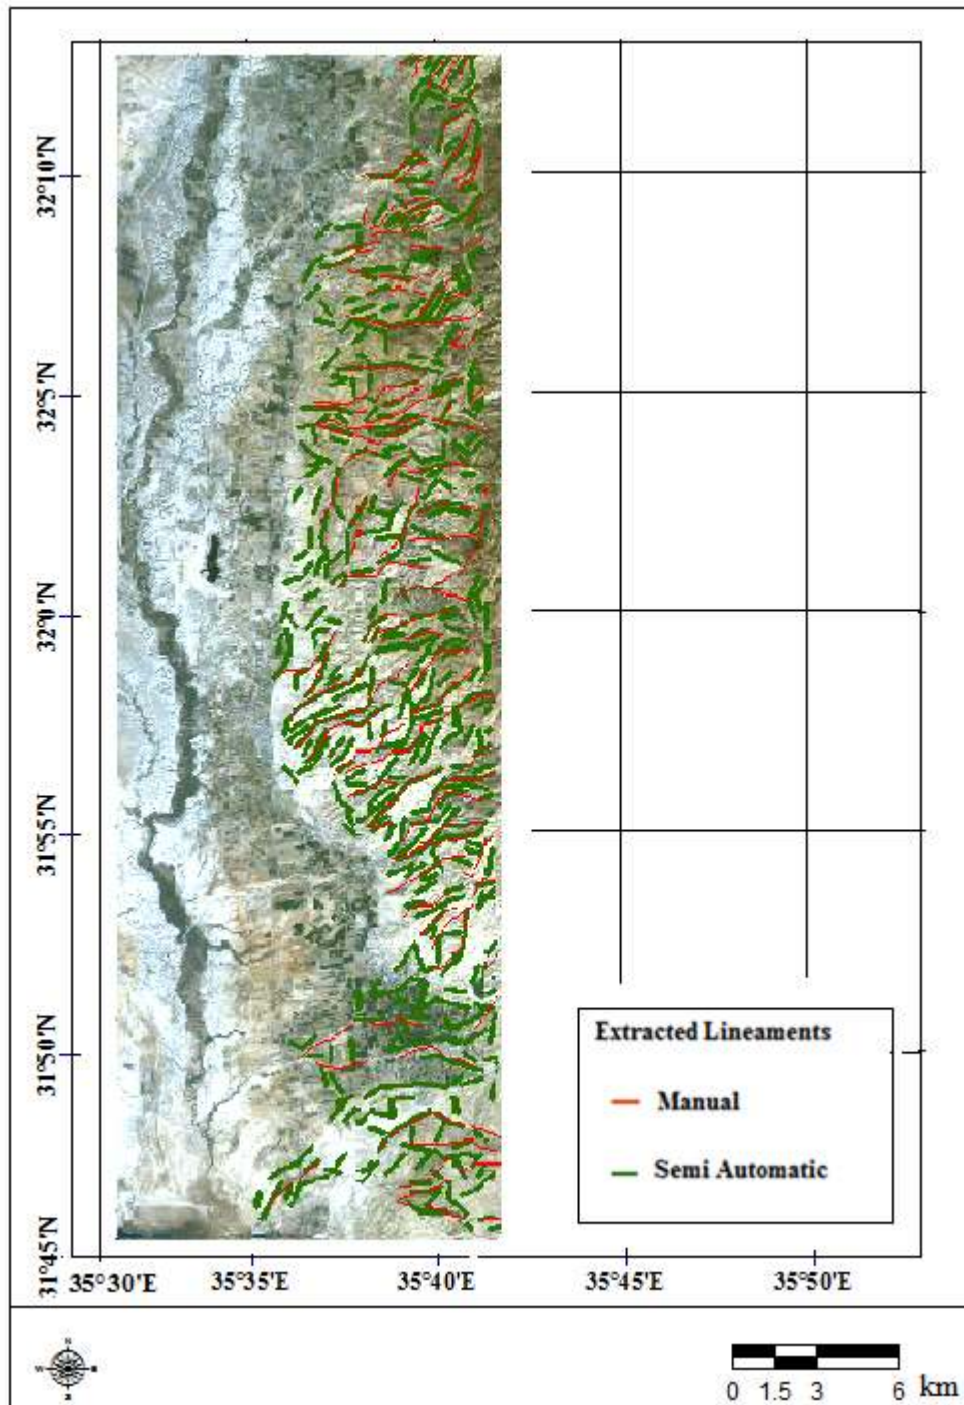 32°10'N
32°5'N
32°0'N
31°55'N
31°50'N
31°45'N
Extracted Lineaments
Manual
Semi Automatic
35°30'E 35°35'E 35°40'E 35°45'E 35°50'E
N
W
0 1.5 3 6 km